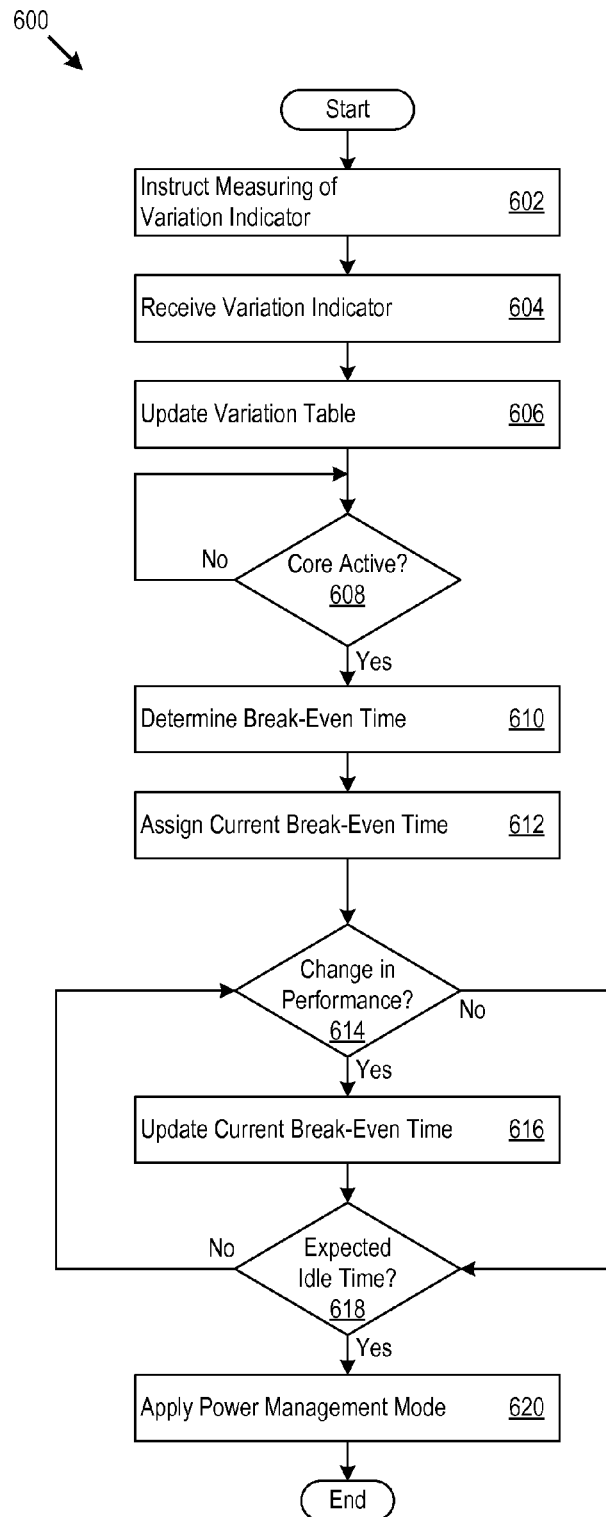 600
Start
Instruct Measuring of
Variation Indicator 602
Receive Variation Indicator 604
Update Variation Table 606
No
Core Active?
608
Yes
Determine Break-Even Time 610
Assign Current Break-Even Time 612
Change in
Performance?
614
No
Yes
Update Current Break-Even Time 616
No
Expected
Idle Time?
618
Yes
Apply Power Management Mode 620
End